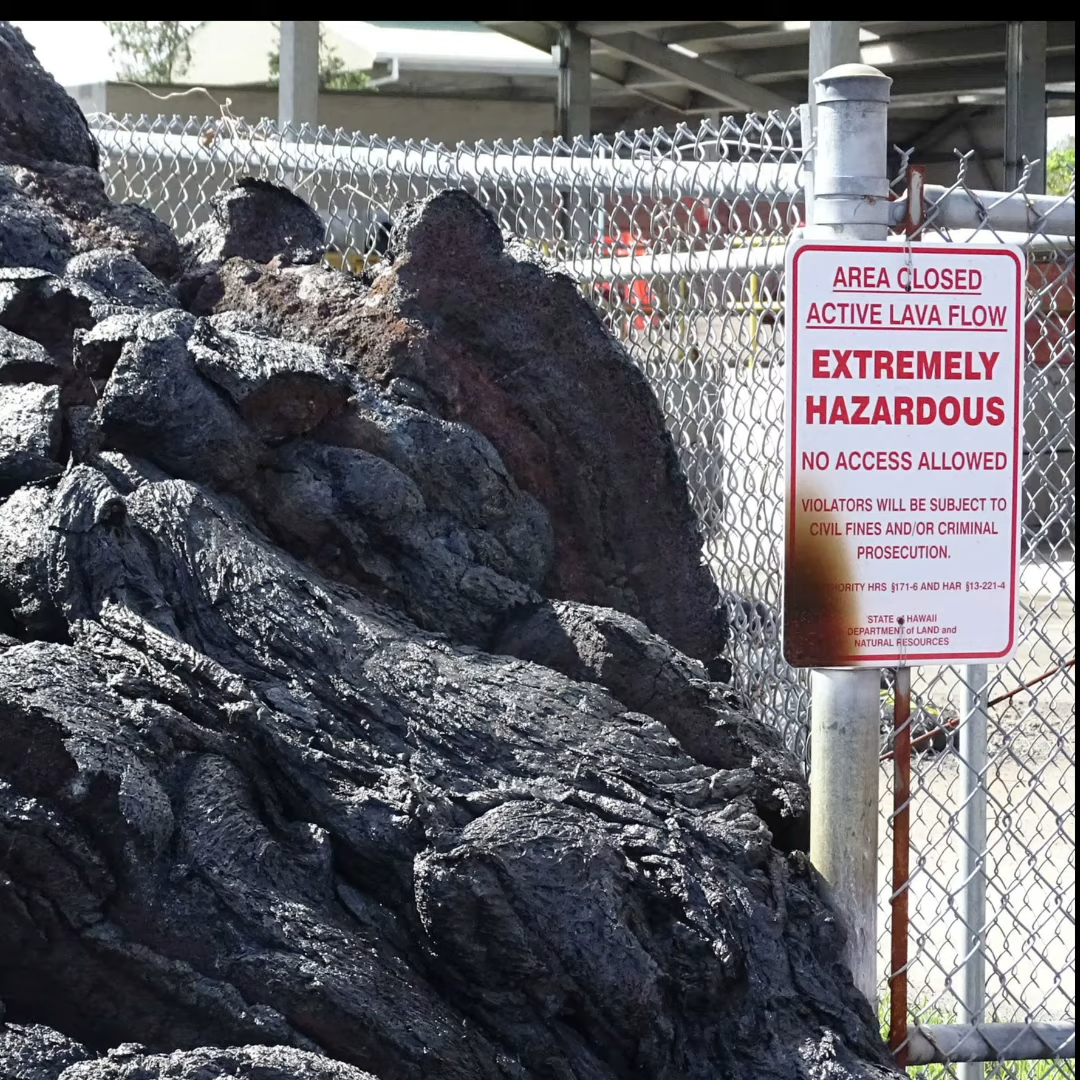 AREA CLOSED
ACTIVE LAVA FLOW
EXTREMELY
HAZARDOUS
NO ACCESS ALLOWED
VIOLATORS WILL BE SUBJECT TO
CIVIL FINES AND/OR CRIMINAL
PROSECUTION.
HRS §171-6 AND HAR §13-221-4
STATE of HAWAII
DEPARTMENT of LAND and
NATURAL RESOURCES